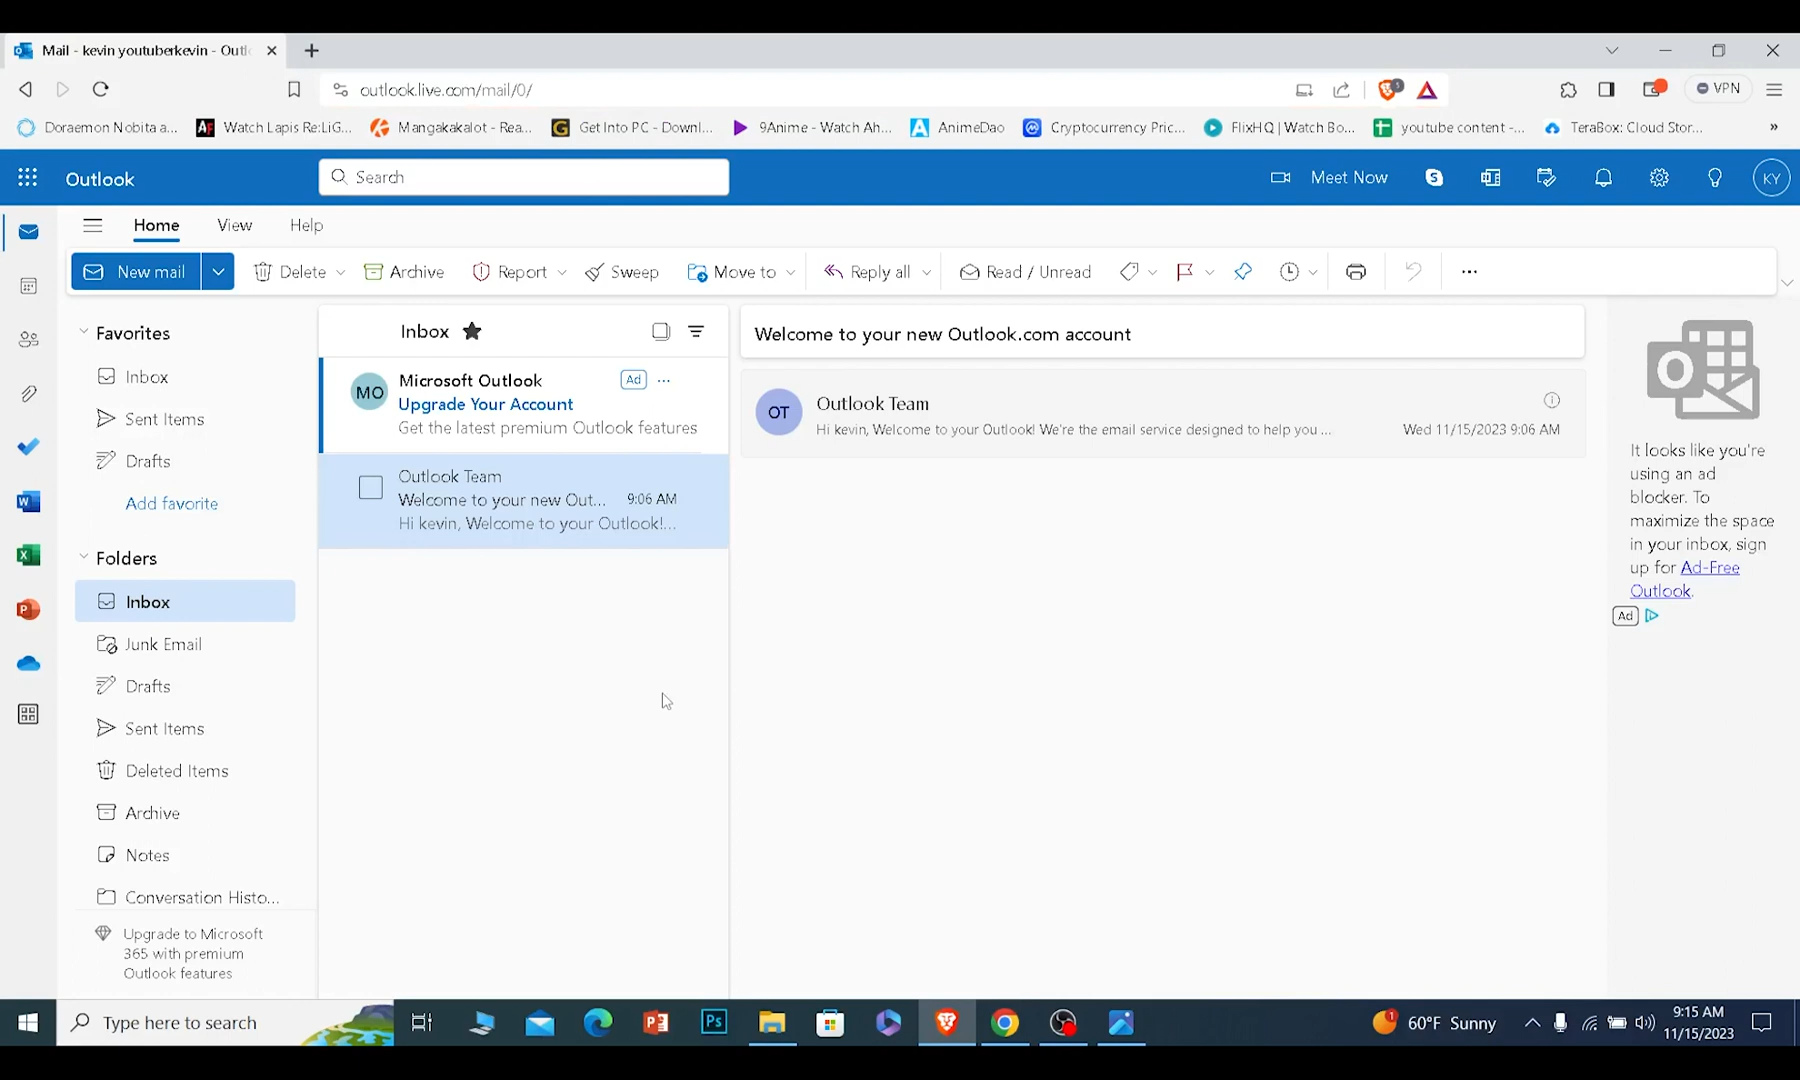 Mail - kevin youtuberkevin - Outl
outlook.live.com/mail/0/
VPN
Doraemon Nobita a...
Watch Lapis Re:LiG...
Mangakakalot - Rea...
Get Into PC - Downl...
9Anime - Watch Ah...
AnimeDao
Cryptocurrency Pric...
FlixHQ | Watch Bo...
youtube content -...
TeraBox: Cloud Stor...
»
Outlook
Search
Meet Now
KY
Home
View
Help
New mail
Delete
Archive
Report
Sweep
Move to
Reply all
Read / Unread
Favorites
Inbox
Sent Items
Drafts
Add favorite
Folders
Inbox
Junk Email
Drafts
Sent Items
Deleted Items
Archive
Notes
Conversation Histo...
Upgrade to Microsoft
365 with premium
Outlook features
Inbox
MO
Microsoft Outlook
Ad
Upgrade Your Account
Get the latest premium Outlook features
Outlook Team
Welcome to your new Out...
9:06 AM
Hi kevin, Welcome to your Outlook!...
Welcome to your new Outlook.com account
OT
Outlook Team
Hi kevin, Welcome to your Outlook! We're the email service designed to help you ...
Wed 11/15/2023 9:06 AM
It looks like you're
using an ad
blocker. To
maximize the space
in your inbox, sign
up for Ad-Free
Outlook.
Ad
Type here to search
Ps
60°F Sunny
9:15 AM
11/15/2023